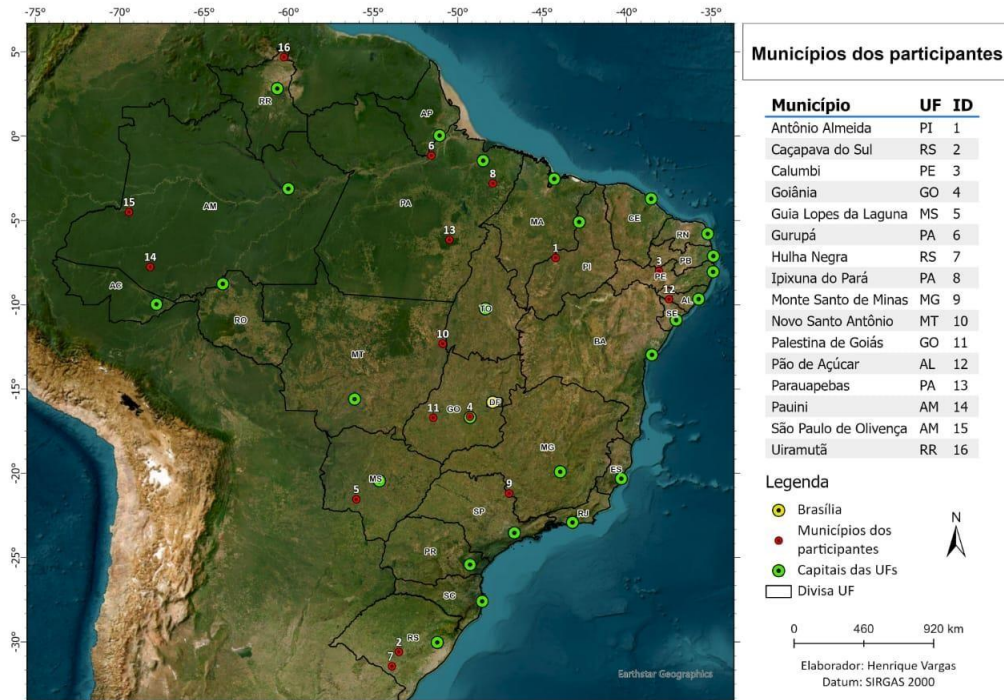 -70° -65° -60° -55° -50° -45° -40° -35°
Municípios dos participantes
Município UF ID
Antônio Almeida PI 1
Caçapava do Sul RS 2
Calumbi PE 3
Goiânia GO 4
Guia Lopes da Laguna MS 5
Gurupá PA 6
Hulha Negra RS 7
Ipixuna do Pará PA 8
Monte Santo de Minas MG 9
Novo Santo Antônio MT 10
Palestina de Goiás GO 11
Pão de Açúcar AL 12
Parauapebas PA 13
Pauini AM 14
São Paulo de Olivença AM 15
Uiramutã RR 16
Legenda
Brasília
Municípios dos
participantes
Capitais das UFs
Divisa UF
N
0 460 920 km
Elaborador: Henrique Vargas
Datum: SIRGAS 2000
5°
0°
-5°
-10°
-15°
-20°
-25°
-30°
16
RR
AP
6
8
15
AM
PA
MA
CE
RN
13
14
1
PI
3
PB
PE
12
AC
AL
TO
SE
RO
10
BA
MT
11
GO
4
DF
MG
MS
5
9
ES
SP
RJ
PR
SC
2
RS
7
Earthstar Geographics